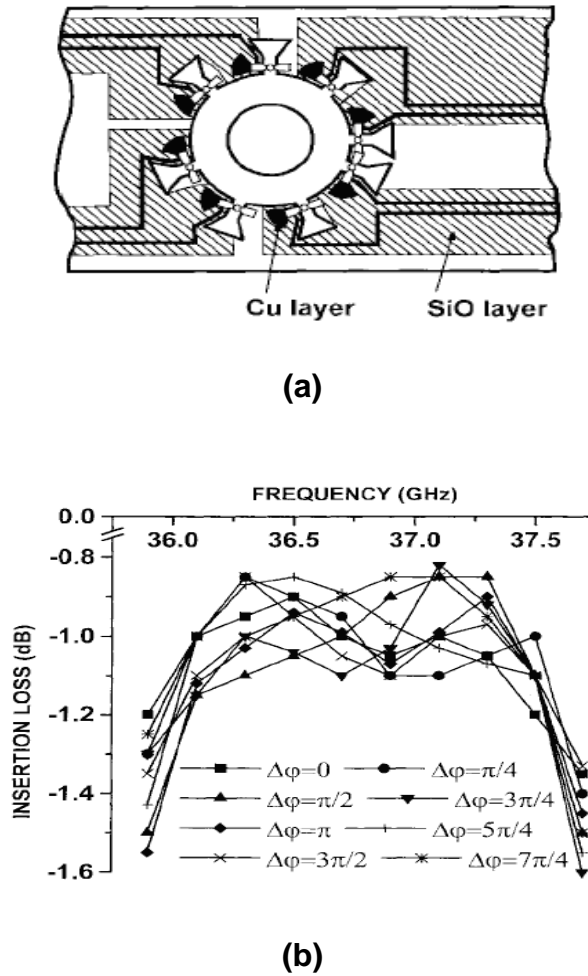 Cu layer
SiO layer
(a)
FREQUENCY (GHz)
0.0
36.0 36.5 37.0 37.5
-0.8
-1.0
-1.2
-1.4
-1.6
INSERTION LOSS (dB)
Δφ=0 Δφ=π/4
Δφ=π/2 Δφ=3π/4
Δφ=π Δφ=5π/4
Δφ=3π/2 Δφ=7π/4
(b)